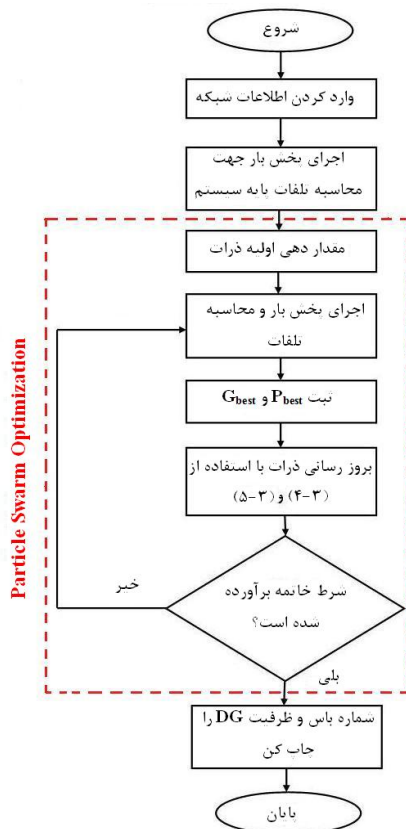 شروع
وارد کردن اطلاعات شبکه
اجرای پخش بار جهت
محاسبه تلفات پایه سیستم
مقدار دهی اولیه ذرات
اجرای پخش بار و محاسبه
تلفات
ثبت Pbest و Gbest
بروز رسانی ذرات با استفاده از
(۳-۴) و (۳-۵)
شرط خاتمه برآورده
شده است؟
خیر
بلی
شماره باس و ظرفیت DG را
چاپ کن
پایان
Particle Swarm Optimization